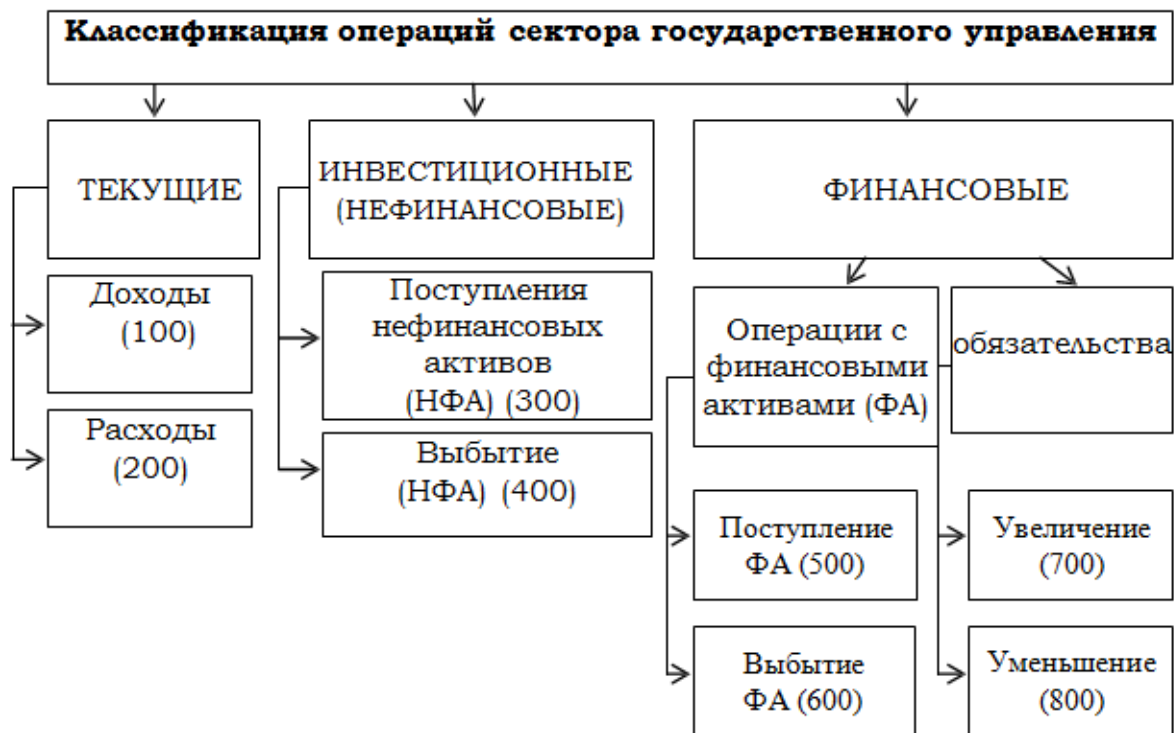 Классификация операций сектора государственного управления
ТЕКУЩИЕ
Доходы
(100)
Расходы
(200)
ИНВЕСТИЦИОННЫЕ
(НЕФИНАНСОВЫЕ)
Поступления
нефинансовых
активов
(НФА) (300)
Выбытие
(НФА) (400)
ФИНАНСОВЫЕ
Операции с
финансовыми
активами (ФА)
Поступление
ФА (500)
Выбытие
ФА (600)
обязательства
Увеличение
(700)
Уменьшение
(800)